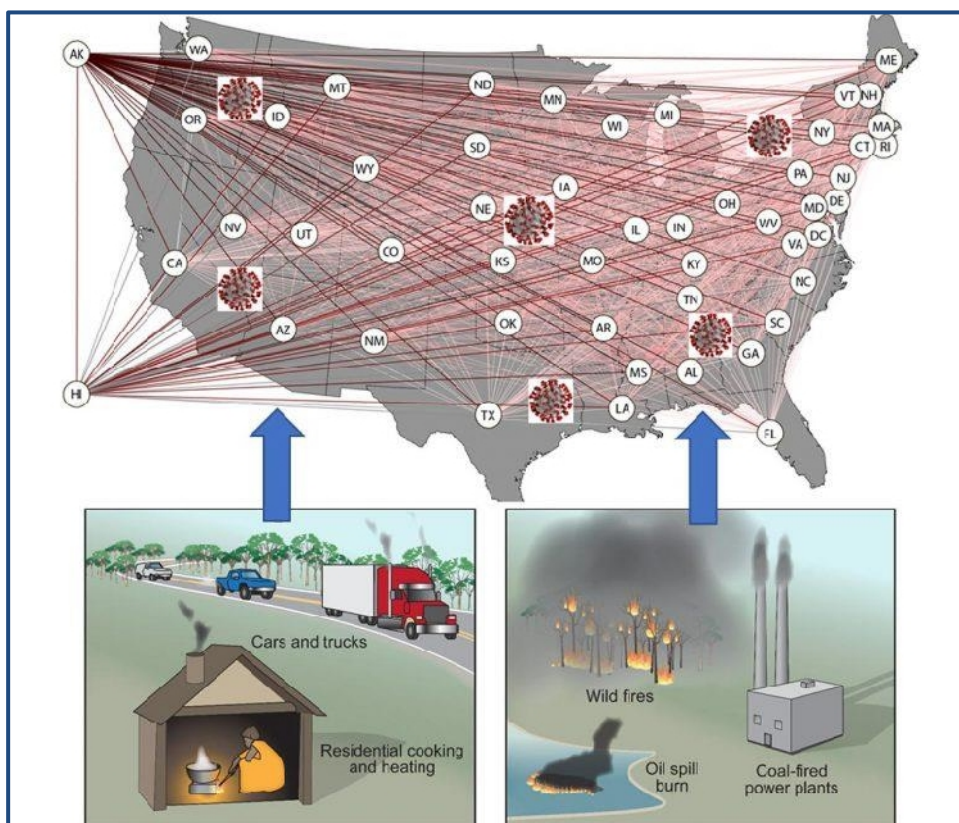 AK
WA
MT
ND
MN
MI
ME
VT
NH
OR
ID
WI
NY
MA
SD
CT
RI
WY
PA
NJ
IA
NE
OH
MD
DE
NV
UT
CO
IL
IN
WV
DC
VA
CA
KS
MO
KY
NC
TN
AZ
NM
OK
AR
SC
GA
MS
AL
HI
TX
LA
FL
Cars and trucks
Residential cooking
and heating
Wild fires
Oil spill
burn
Coal-fired
power plants